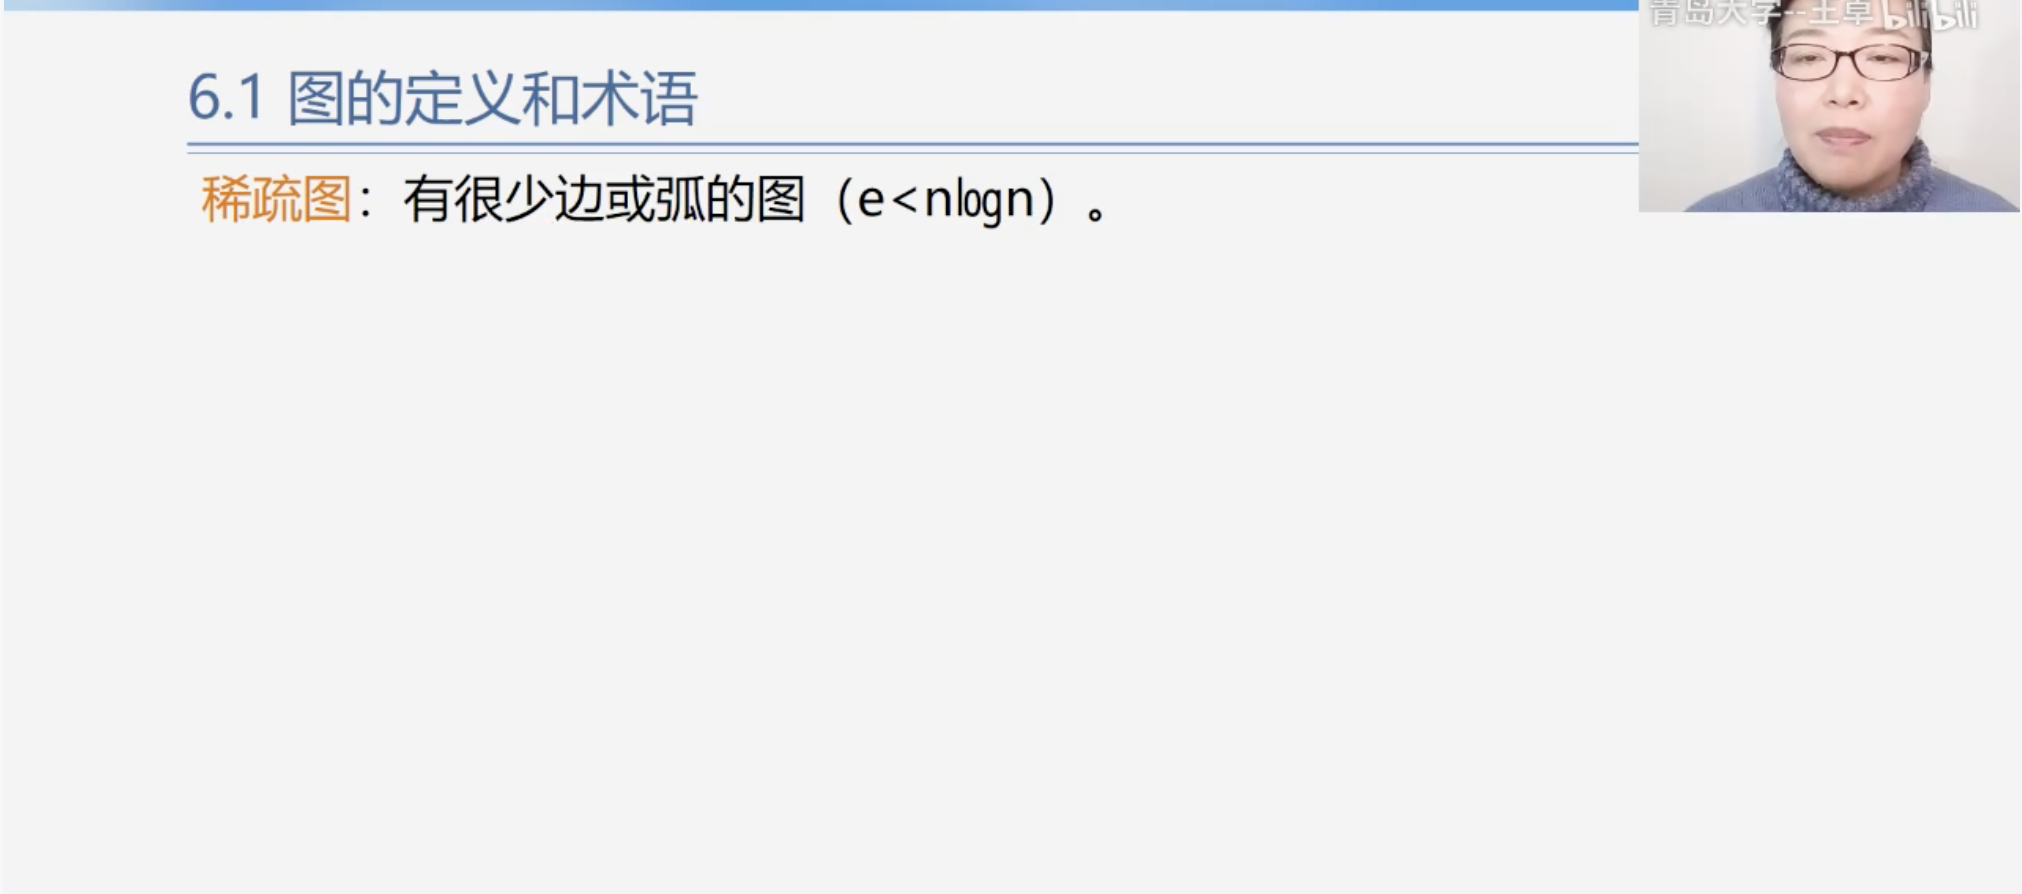 青岛大学--王卓 bilibili
6.1 图的定义和术语
稀疏图：有很少边或弧的图（e<nlogn）。